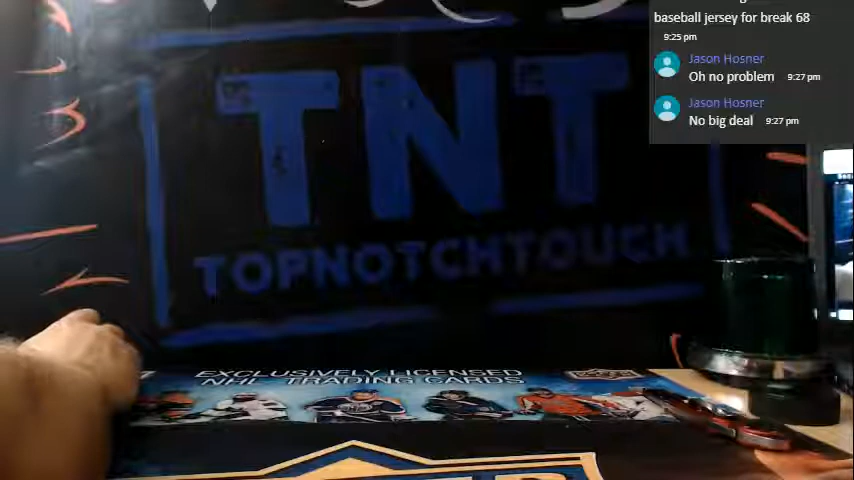 baseball jersey for break 68
9:25 pm
Jason Hosner
Oh no problem 9:27 pm
Jason Hosner
No big deal 9:27 pm
TNT
TOPNOTCHTOUCH
EXCLUSIVELY LICENSED
NHL TRADING CARDS